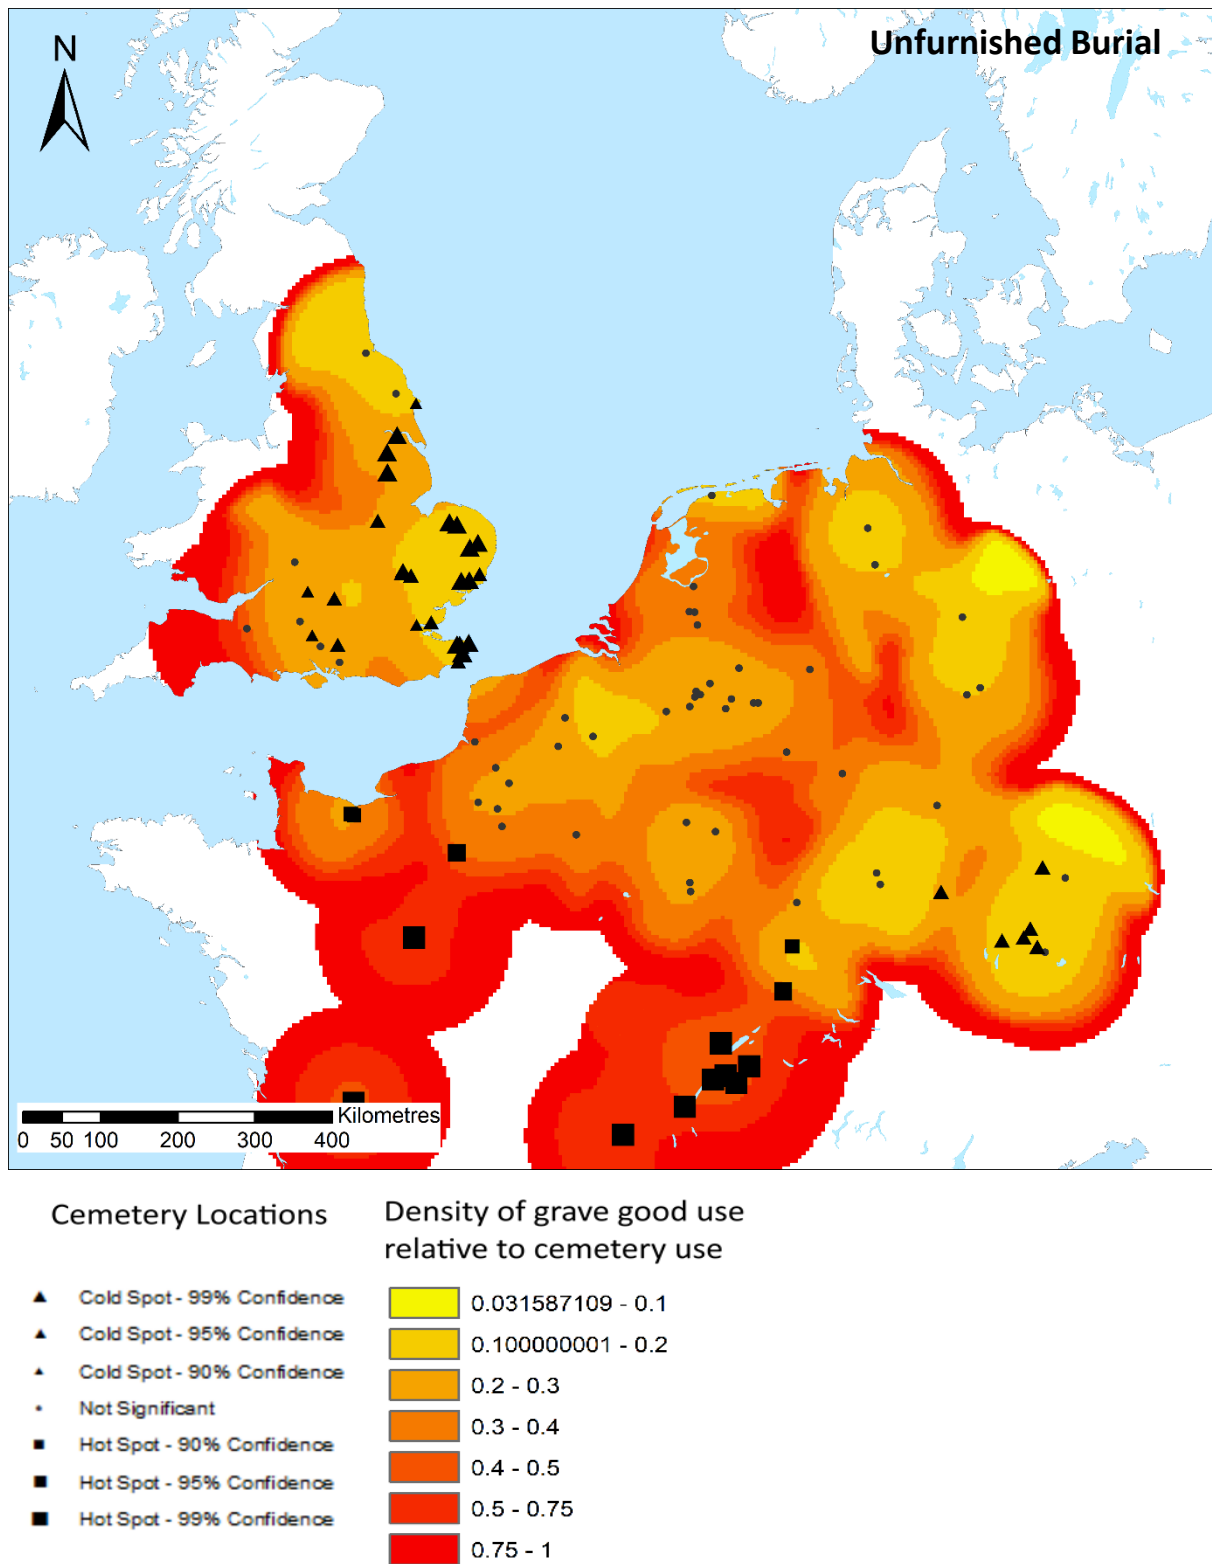 Unfurnished Burial
N
Kilometres
0 50 100 200 300 400
Cemetery Locations
Cold Spot - 99% Confidence
Cold Spot - 95% Confidence
Cold Spot - 90% Confidence
Not Significant
Hot Spot - 90% Confidence
Hot Spot - 95% Confidence
Hot Spot - 99% Confidence
Density of grave good use
relative to cemetery use
0.031587109 - 0.1
0.100000001 - 0.2
0.2 - 0.3
0.3 - 0.4
0.4 - 0.5
0.5 - 0.75
0.75 - 1